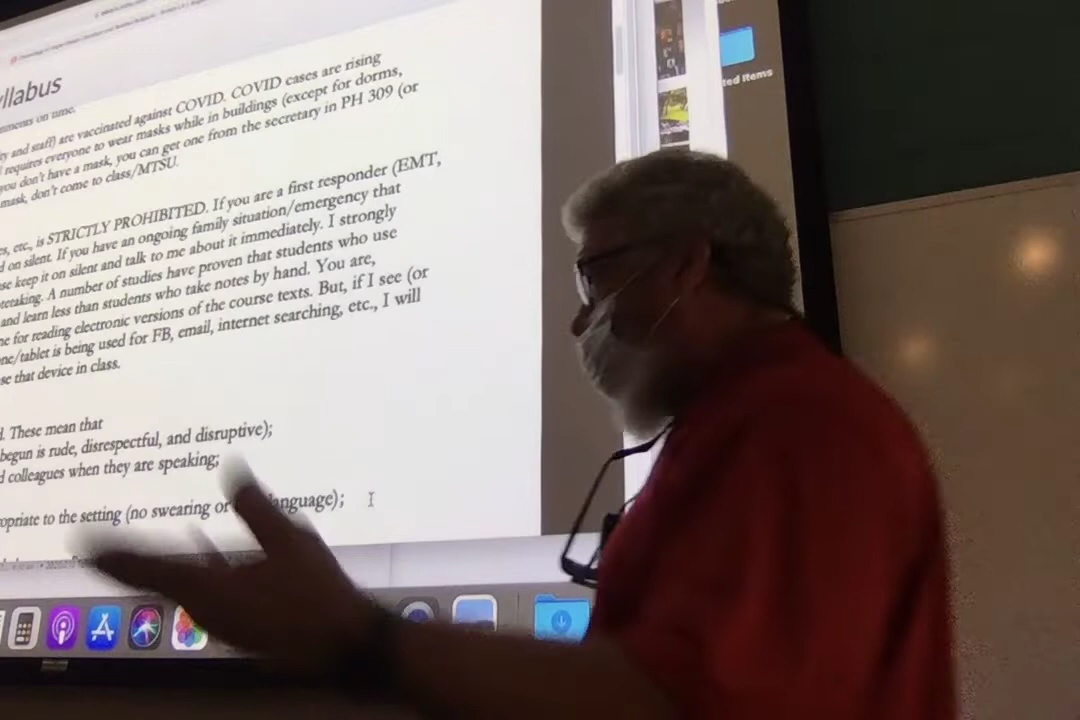 yllabus
nments on time.
ty and staff) are vaccinated against COVID. COVID cases are rising
requires everyone to wear masks while in buildings (except for dorms,
you don't have a mask, you can get one from the secretary in PH 309 (or
mask, don't come to class/MTSU.
es, etc., is STRICTLY PROHIBITED. If you are a first responder (EMT,
d on silent. If you have an ongoing family situation/emergency that
se keep it on silent and talk to me about it immediately. I strongly
otetaking. A number of studies have proven that students who use
and learn less than students who take notes by hand. You are,
ne for reading electronic versions of the course texts. But, if I see (or
ne/tablet is being used for FB, email, internet searching, etc., I will
se that device in class.
d. These mean that
begun is rude, disrespectful, and disruptive);
d colleagues when they are speaking;
opriate to the setting (no swearing or language);
ted Items